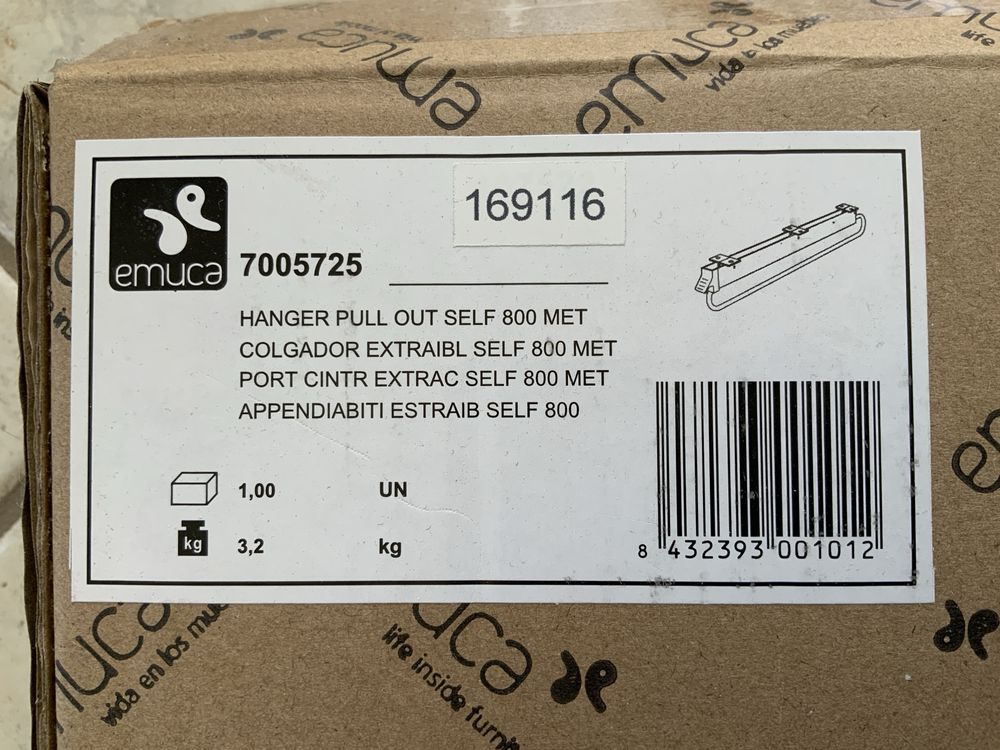 emuca
emuca
vida en los muebles
emuca
life
169116
emuca
7005725
HANGER PULL OUT SELF 800 MET
COLGADOR EXTRAIBL SELF 800 MET
PORT CINTR EXTRAC SELF 800 MET
APPENDIABITI ESTRAIB SELF 800
1,00 UN
kg 3,2 kg
8 432393 001012
vida en los mu
life inside furni